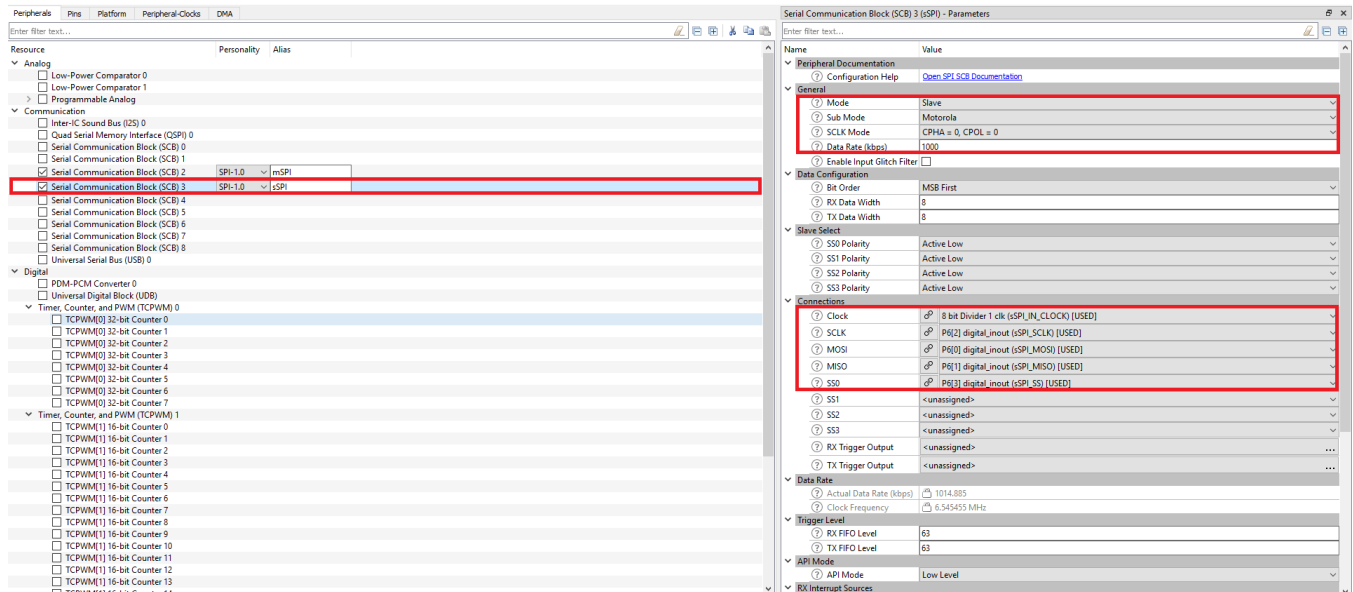 Peripherals Pins Platform Peripheral-Clocks DMA
Enter filter text...
Resource Personality Alias
Analog
Low-Power Comparator 0
Low-Power Comparator 1
Programmable Analog
Communication
Inter-IC Sound Bus (I2S) 0
Quad Serial Memory Interface (QSPI) 0
Serial Communication Block (SCB) 0
Serial Communication Block (SCB) 1
Serial Communication Block (SCB) 2 SPI-1.0 mSPI
Serial Communication Block (SCB) 3 SPI-1.0 sSPI
Serial Communication Block (SCB) 4
Serial Communication Block (SCB) 5
Serial Communication Block (SCB) 6
Serial Communication Block (SCB) 7
Serial Communication Block (SCB) 8
Universal Serial Bus (USB) 0
Digital
PDM-PCM Converter 0
Universal Digital Block (UDB)
Timer, Counter, and PWM (TCPWM) 0
TCPWM[0] 32-bit Counter 0
TCPWM[0] 32-bit Counter 1
TCPWM[0] 32-bit Counter 2
TCPWM[0] 32-bit Counter 3
TCPWM[0] 32-bit Counter 4
TCPWM[0] 32-bit Counter 5
TCPWM[0] 32-bit Counter 6
TCPWM[0] 32-bit Counter 7
Timer, Counter, and PWM (TCPWM) 1
TCPWM[1] 16-bit Counter 0
TCPWM[1] 16-bit Counter 1
TCPWM[1] 16-bit Counter 2
TCPWM[1] 16-bit Counter 3
TCPWM[1] 16-bit Counter 4
TCPWM[1] 16-bit Counter 5
TCPWM[1] 16-bit Counter 6
TCPWM[1] 16-bit Counter 7
TCPWM[1] 16-bit Counter 8
TCPWM[1] 16-bit Counter 9
TCPWM[1] 16-bit Counter 10
TCPWM[1] 16-bit Counter 11
TCPWM[1] 16-bit Counter 12
TCPWM[1] 16-bit Counter 13
Serial Communication Block (SCB) 3 (sSPI) - Parameters
Enter filter text...
Name Value
Peripheral Documentation
Configuration Help Open SPI SCB Documentation
General
Mode Slave
Sub Mode Motorola
SCLK Mode CPHA = 0, CPOL = 0
Data Rate (kbps) 1000
Enable Input Glitch Filter
Data Configuration
Bit Order MSB First
RX Data Width 8
TX Data Width 8
Slave Select
SS0 Polarity Active Low
SS1 Polarity Active Low
SS2 Polarity Active Low
SS3 Polarity Active Low
Connections
Clock 8 bit Divider 1 clk (sSPI_IN_CLOCK) [USED]
SCLK P6[2] digital_inout (sSPI_SCLK) [USED]
MOSI P6[0] digital_inout (sSPI_MOSI) [USED]
MISO P6[1] digital_inout (sSPI_MISO) [USED]
SS0 P6[3] digital_inout (sSPI_SS) [USED]
SS1 <unassigned>
SS2 <unassigned>
SS3 <unassigned>
RX Trigger Output <unassigned> ...
TX Trigger Output <unassigned> ...
Data Rate
Actual Data Rate (kbps) 1014.885
Clock Frequency 6.545455 MHz
Trigger Level
RX FIFO Level 63
TX FIFO Level 63
API Mode
API Mode Low Level
RX Interrupt Sources